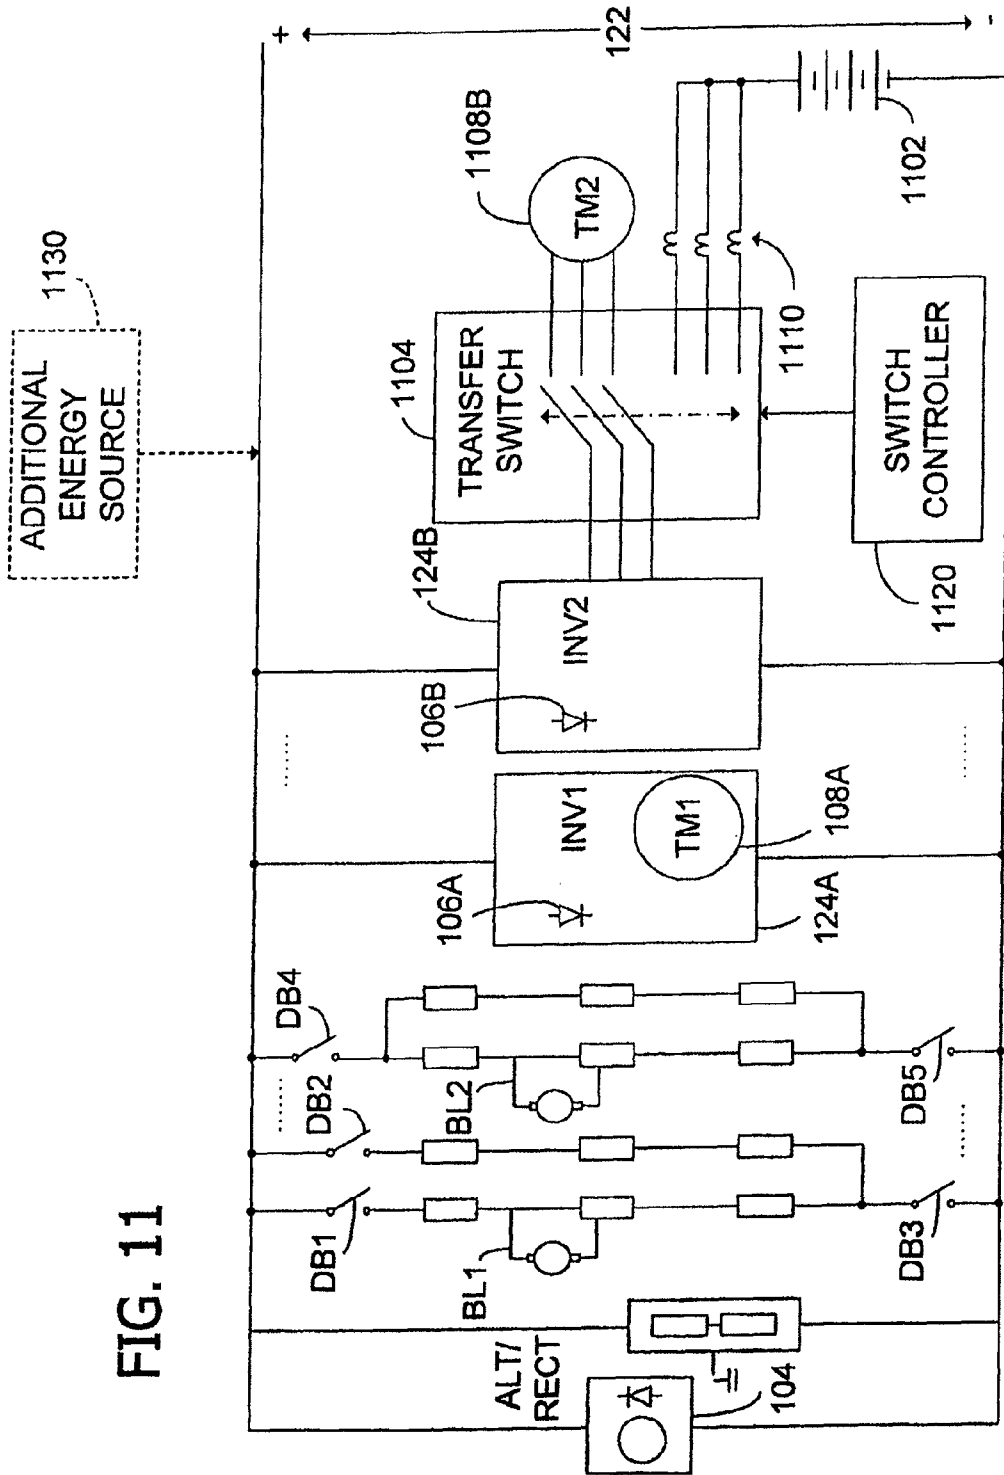 FIG. 11
ADDITIONAL
ENERGY
SOURCE
1130
+
122
-
ALT/
RECT
104
DB1
DB2
DB4
BL1
BL2
DB3
DB5
106A
INV1
TM1
108A
124A
106B
INV2
124B
1104
TRANSFER
SWITCH
1108B
TM2
1110
1102
SWITCH
CONTROLLER
1120